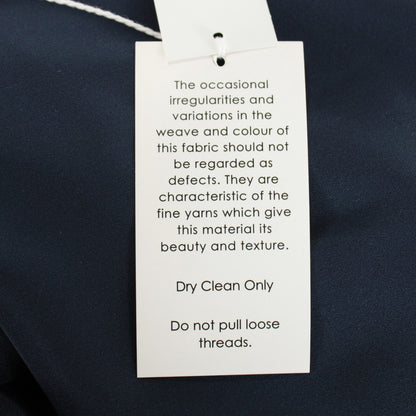 The occasional
irregularities and
variations in the
weave and colour of
this fabric should not
be regarded as
defects. They are
characteristic of the
fine yarns which give
this material its
beauty and texture.
Dry Clean Only
Do not pull loose
threads.